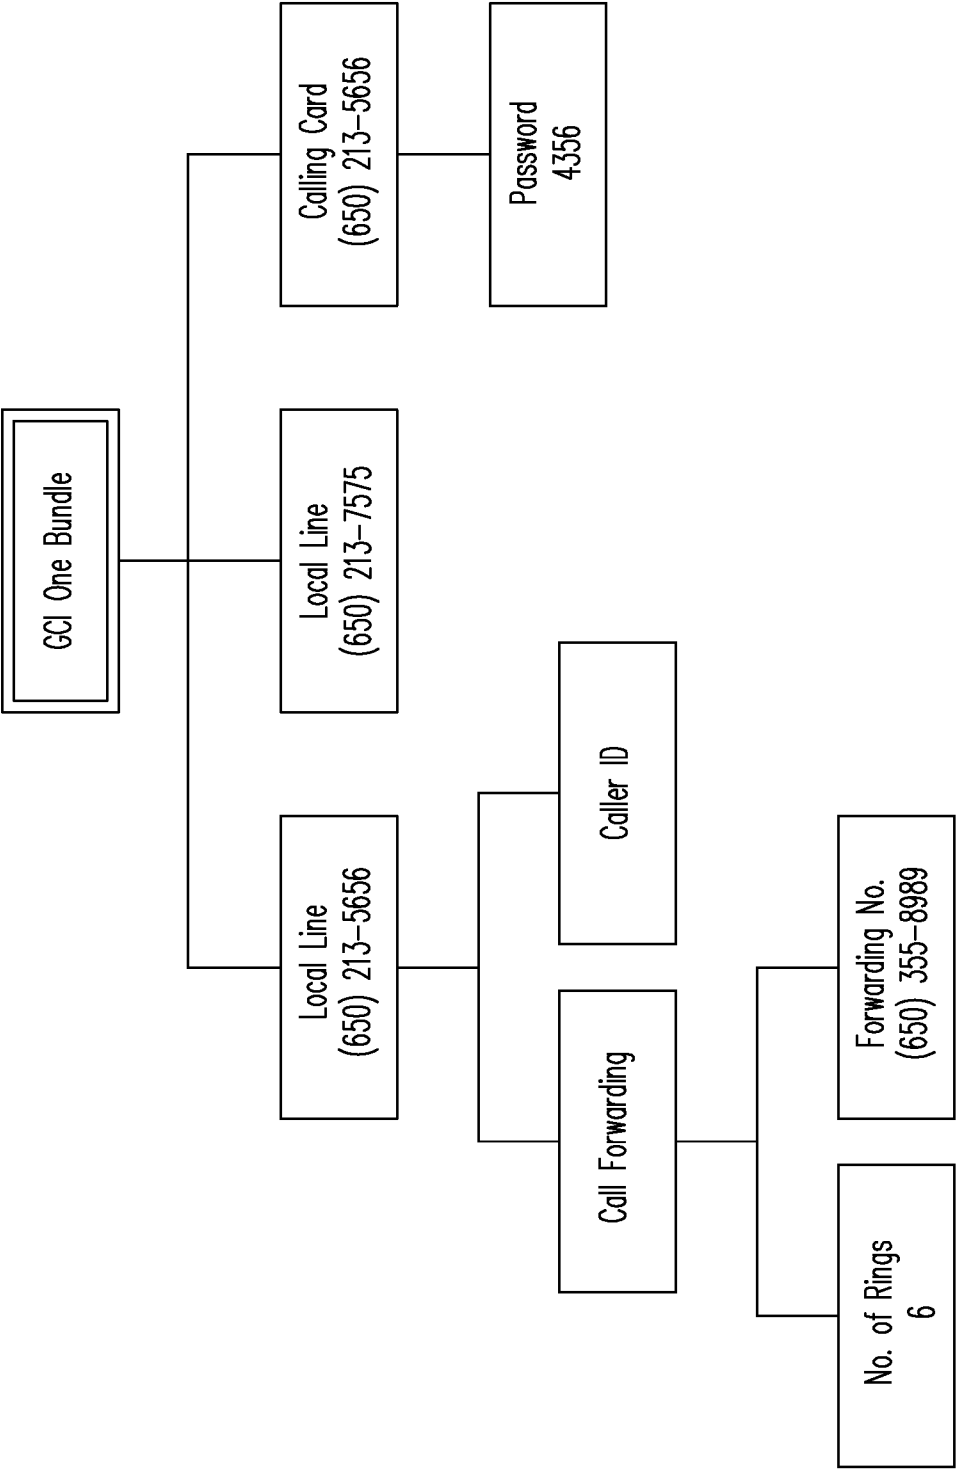 GCI One Bundle
Local Line
(650) 213-5656
Local Line
(650) 213-7575
Calling Card
(650) 213-5656
Call Forwarding
Caller ID
Password
4356
No. of Rings
6
Forwarding No.
(650) 355-8989